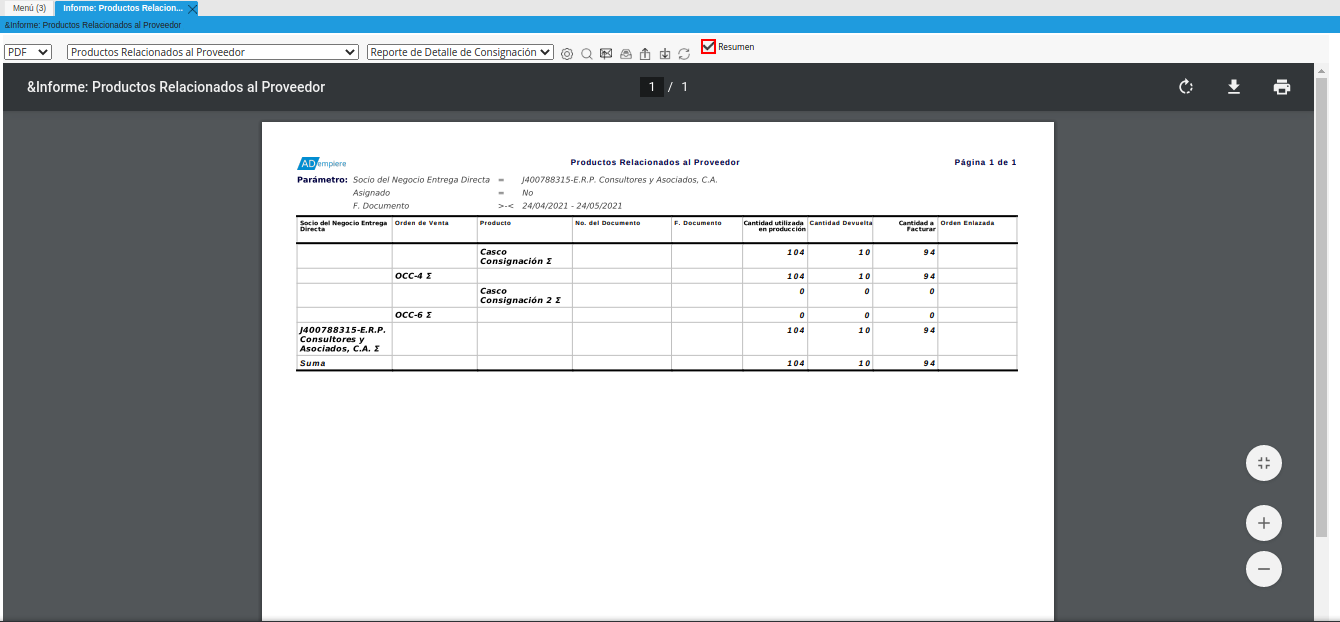 Menú (3) Informe: Productos Relacion...
&Informe: Productos Relacionados al Proveedor
PDF Productos Relacionados al Proveedor Reporte de Detalle de Consignación Resumen
&Informe: Productos Relacionados al Proveedor 1 / 1
ADempiere Productos Relacionados al Proveedor Página 1 de 1
Parámetro: Socio del Negocio Entrega Directa = J400788315-E.R.P. Consultores y Asociados, C.A.
Asignado = No
F. Documento >-< 24/04/2021 - 24/05/2021
Socio del Negocio Entrega Orden de Venta Producto No. del Documento F. Documento Cantidad utilizada Cantidad Devuelta Cantidad a Orden Enlazada
Directa en producción Facturar
Casco 104 10 94
Consignación Σ
OCC-4 Σ 104 10 94
Casco 0 0 0
Consignación 2 Σ
OCC-6 Σ 0 0 0
J400788315-E.R.P. 104 10 94
Consultores y
Asociados, C.A. Σ
Suma 104 10 94